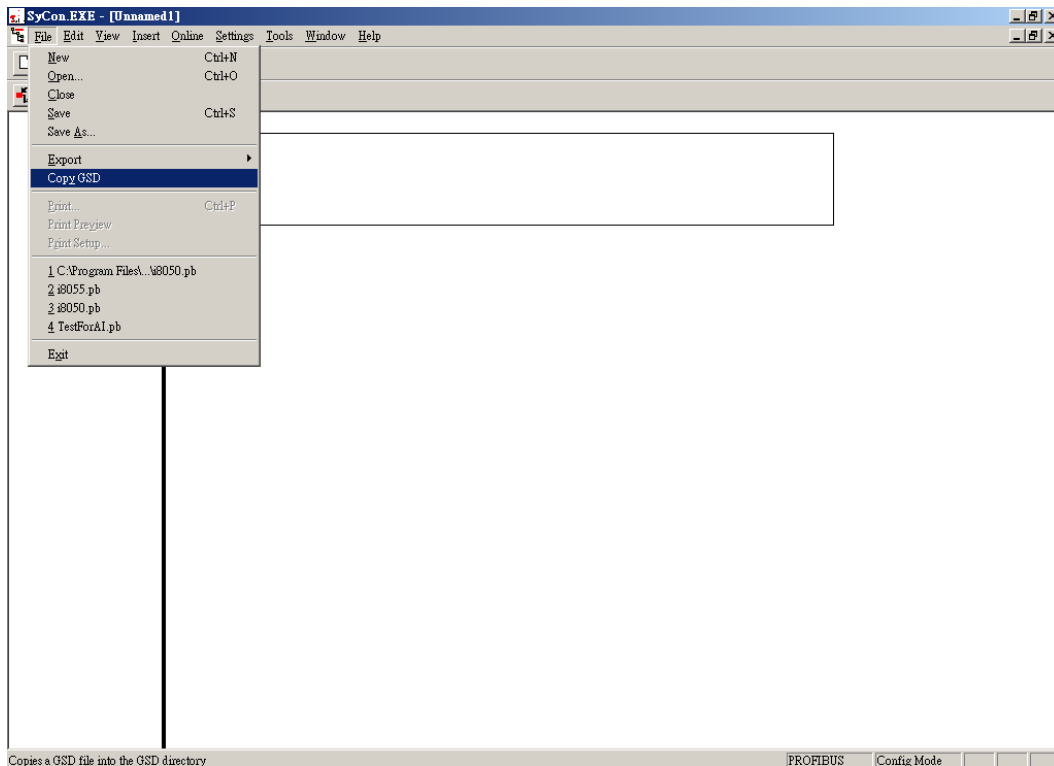 SyCon.EXE - [Unnamed1]
File Edit View Insert Online Settings Tools Window Help
New Ctrl+N
Open... Ctrl+O
Close
Save Ctrl+S
Save As...
Export
Copy GSD
Print... Ctrl+P
Print Preview
Print Setup...
1 C:\Program Files\...\i8050.pb
2 i8055.pb
3 i8050.pb
4 TestForAI.pb
Exit
Copies a GSD file into the GSD directory PROFIBUS Config Mode